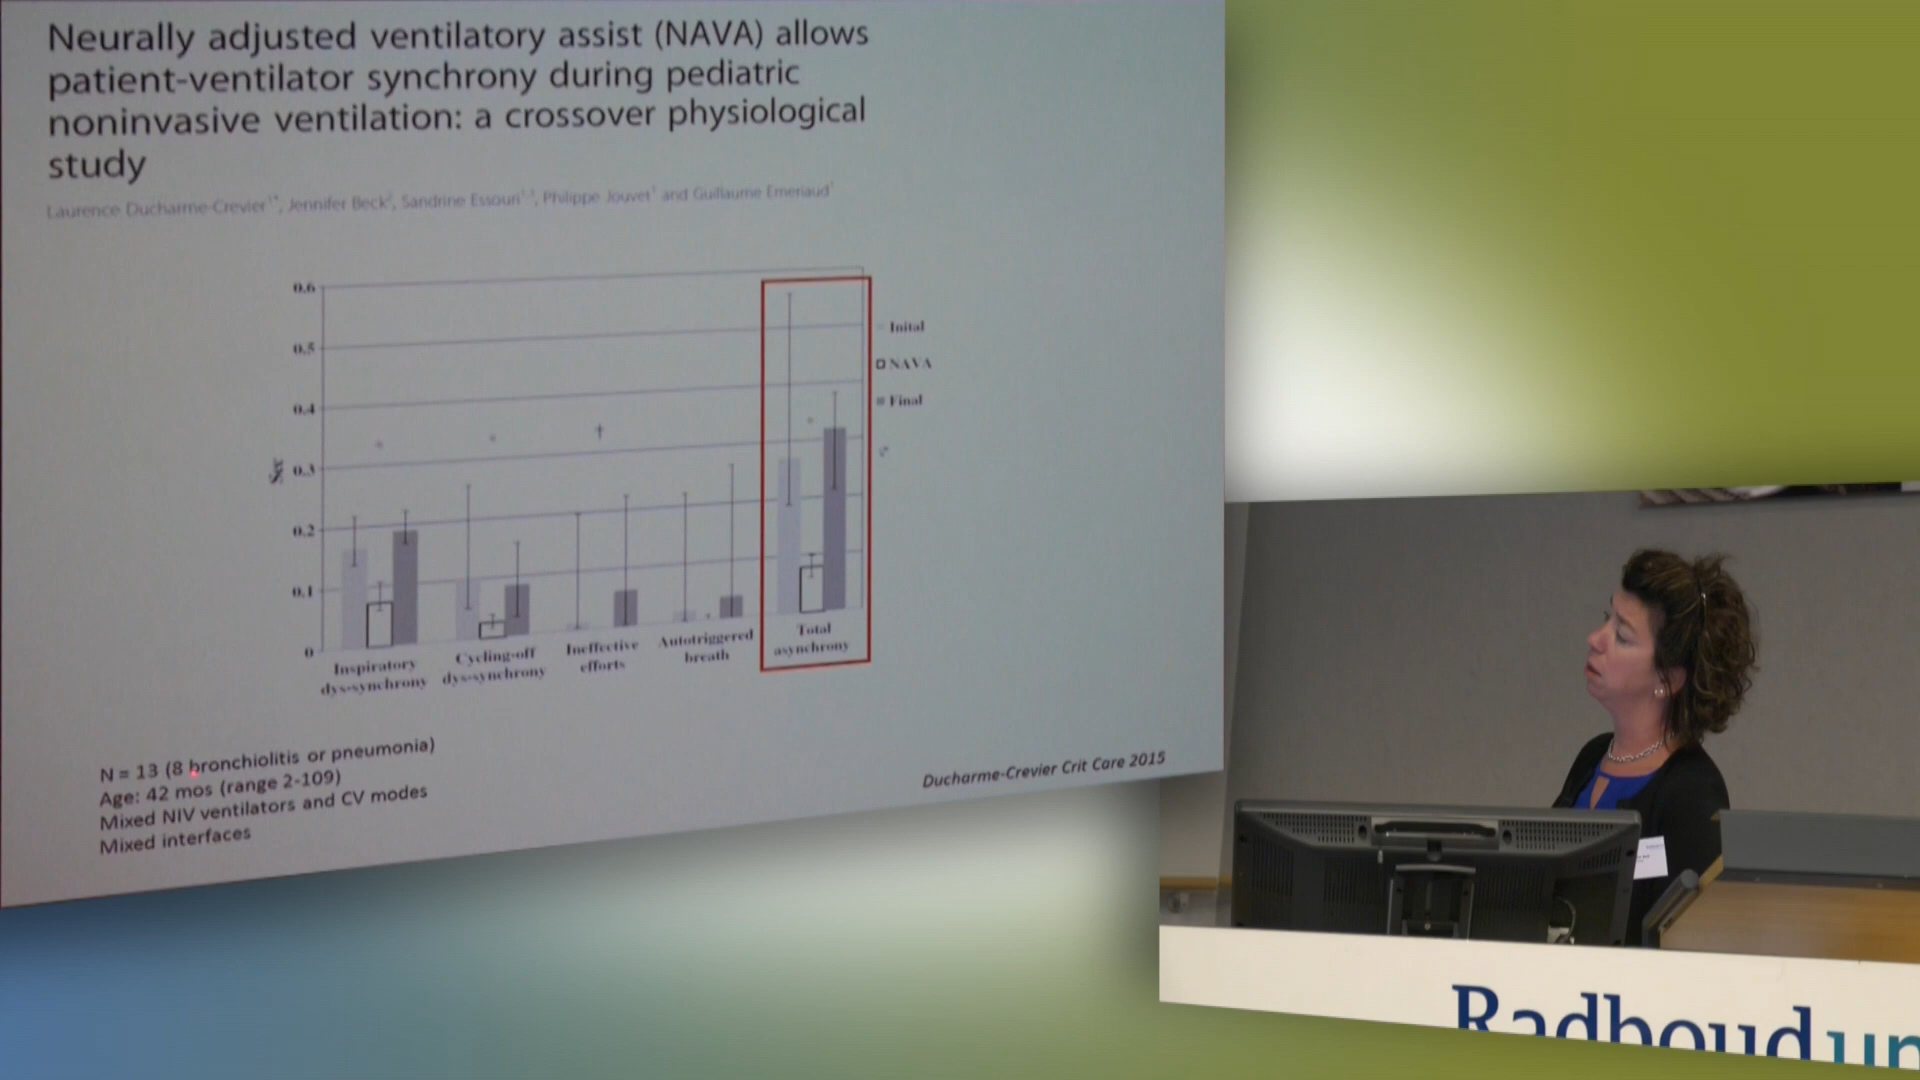 Neurally adjusted ventilatory assist (NAVA) allows
patient-ventilator synchrony during pediatric
noninvasive ventilation: a crossover physiological
study
Laurence Ducharme-Crevier, Jennifer Beck, Sandrine Essouri, Philippe Jouvet and Guillaume Emeriaud
0.6
0.5
0.4
0.3
0.2
0.1
0
Sec
*
*
†
*
Inital
NAVA
Final
Inspiratory
dys-synchrony
Cycling-off
dys-synchrony
Ineffective
efforts
Autotriggered
breath
Total
asynchrony
N = 13 (8 bronchiolitis or pneumonia)
Age: 42 mos (range 2-109)
Mixed NIV ventilators and CV modes
Mixed interfaces
Ducharme-Crevier Crit Care 2015
Radboudun